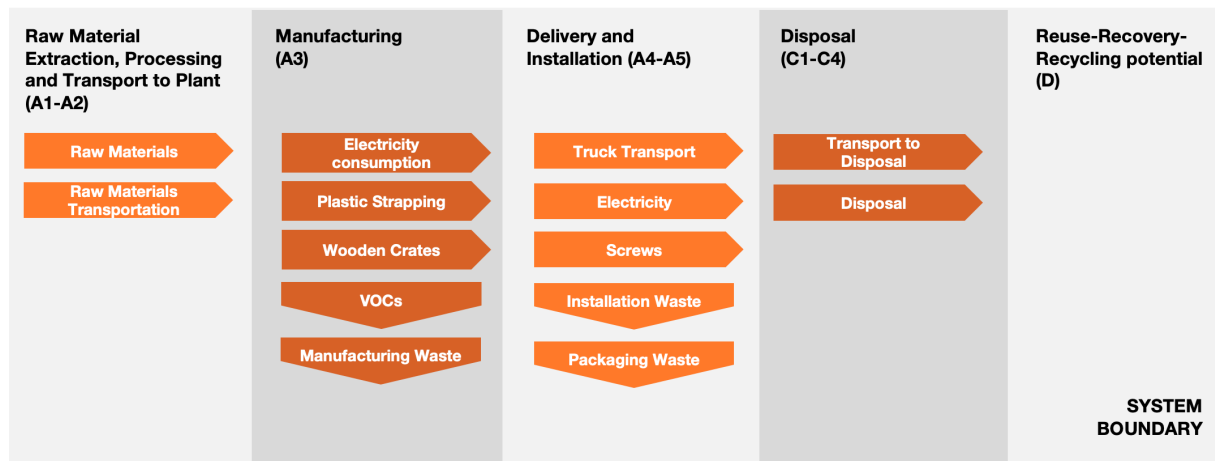 Raw Material
Extraction, Processing
and Transport to Plant
(A1-A2)
Raw Materials
Raw Materials
Transportation
Manufacturing
(A3)
Electricity
consumption
Plastic Strapping
Wooden Crates
VOCs
Manufacturing Waste
Delivery and
Installation (A4-A5)
Truck Transport
Electricity
Screws
Installation Waste
Packaging Waste
Disposal
(C1-C4)
Transport to
Disposal
Disposal
Reuse-Recovery-
Recycling potential
(D)
SYSTEM
BOUNDARY